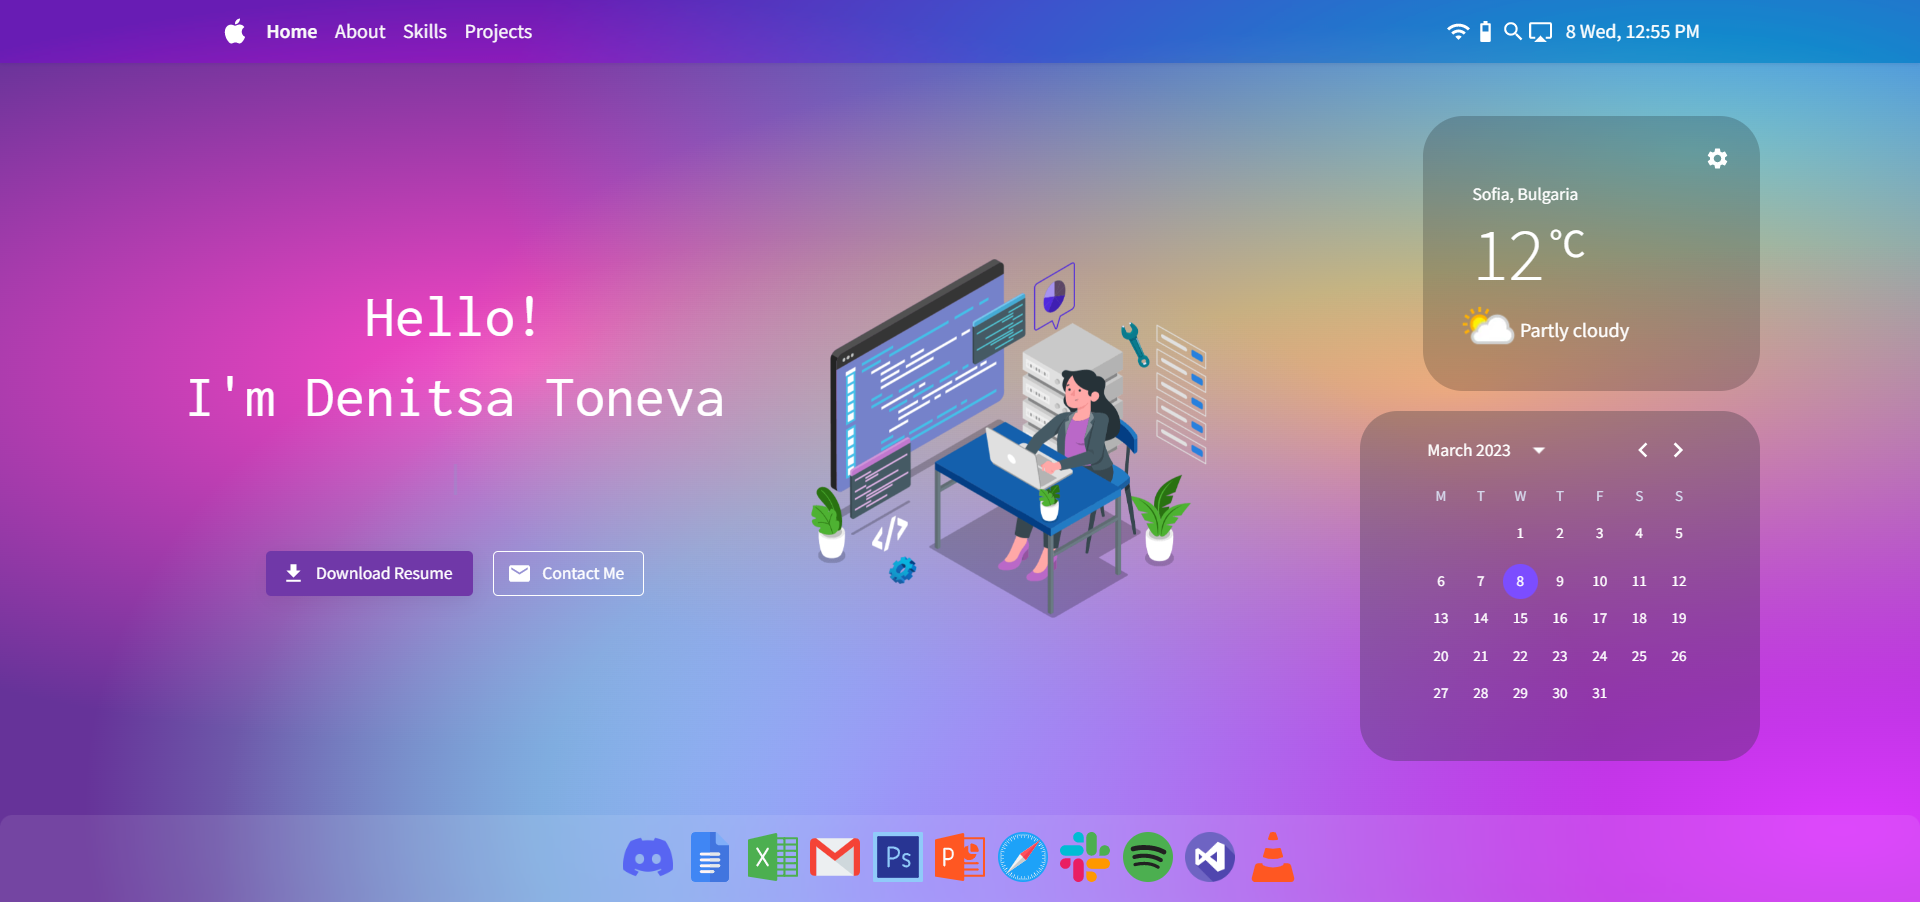 Home About Skills Projects
8 Wed, 12:55 PM
Hello!
I'm Denitsa Toneva
Download Resume
Contact Me
</>
Sofia, Bulgaria
12°C
Partly cloudy
March 2023
M T W T F S S
1 2 3 4 5
6 7 8 9 10 11 12
13 14 15 16 17 18 19
20 21 22 23 24 25 26
27 28 29 30 31
X
Ps
P